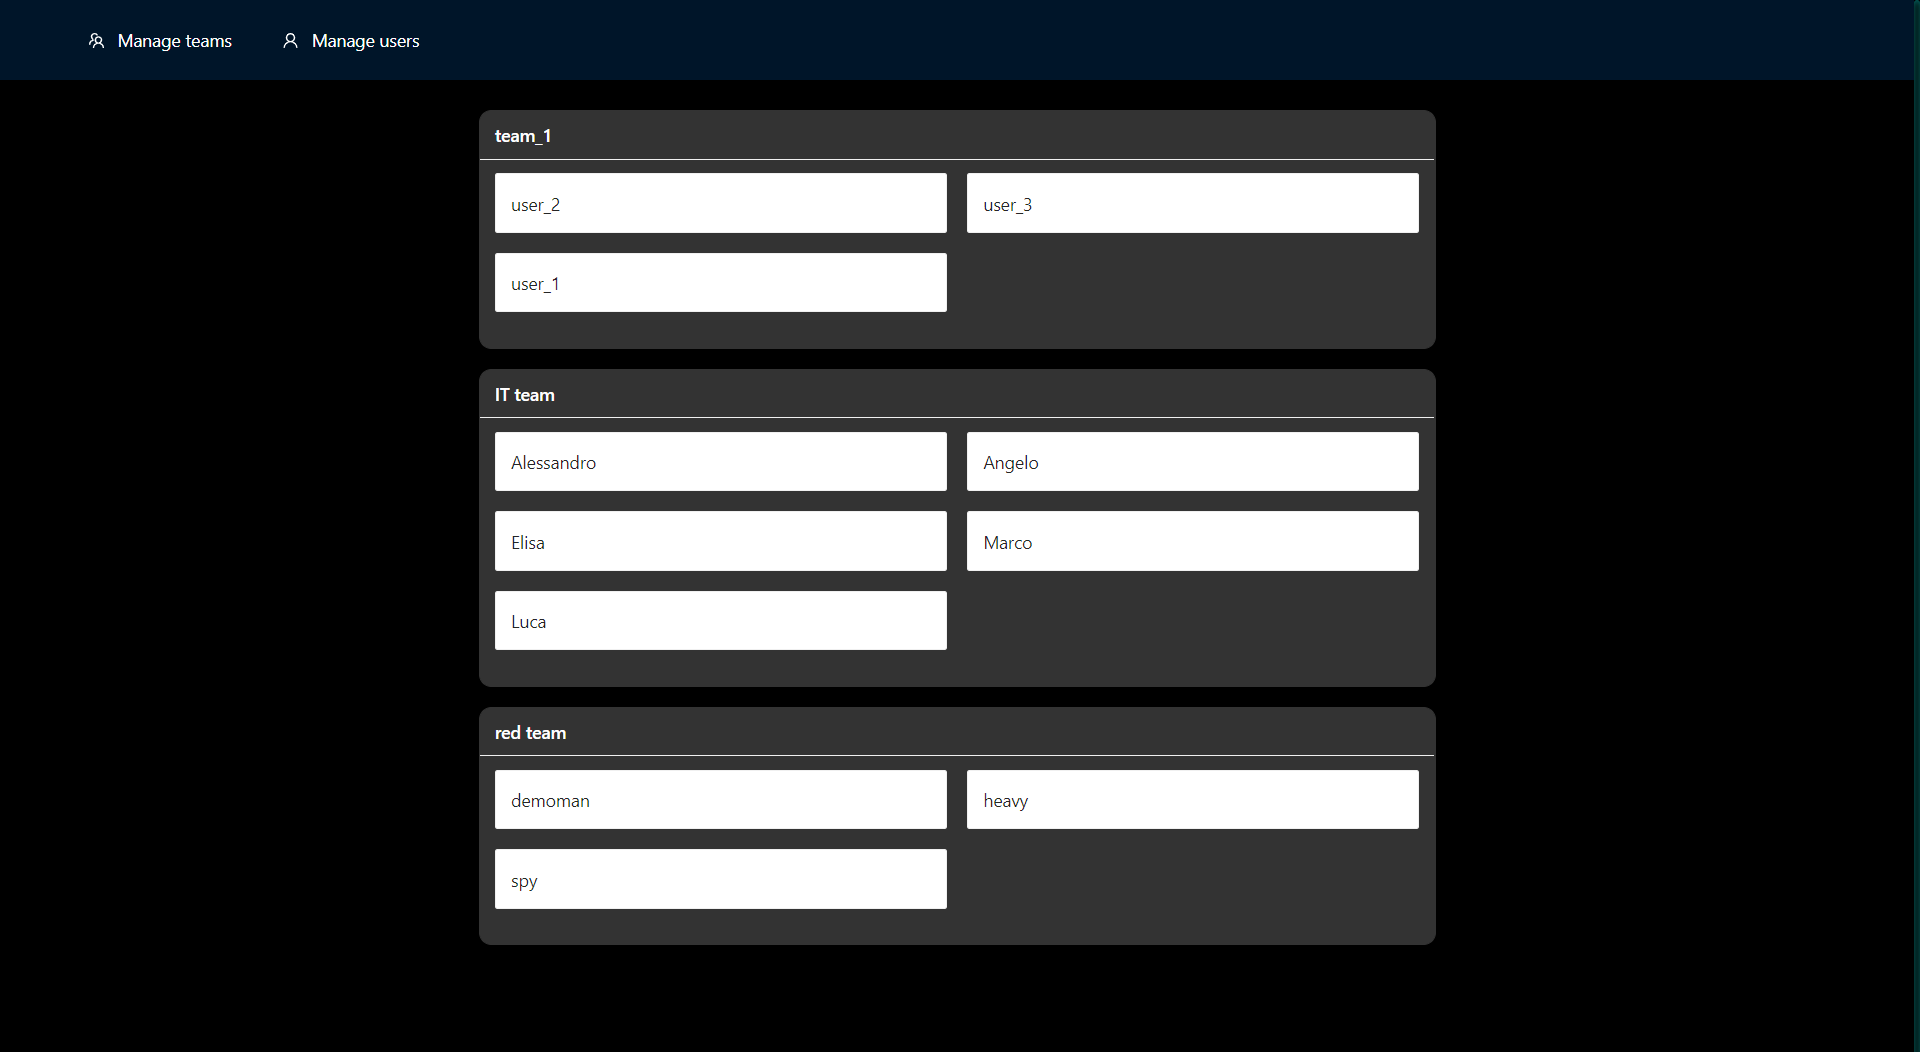 Manage teams Manage users
team_1
user_2 user_3
user_1
IT team
Alessandro Angelo
Elisa Marco
Luca
red team
demoman heavy
spy